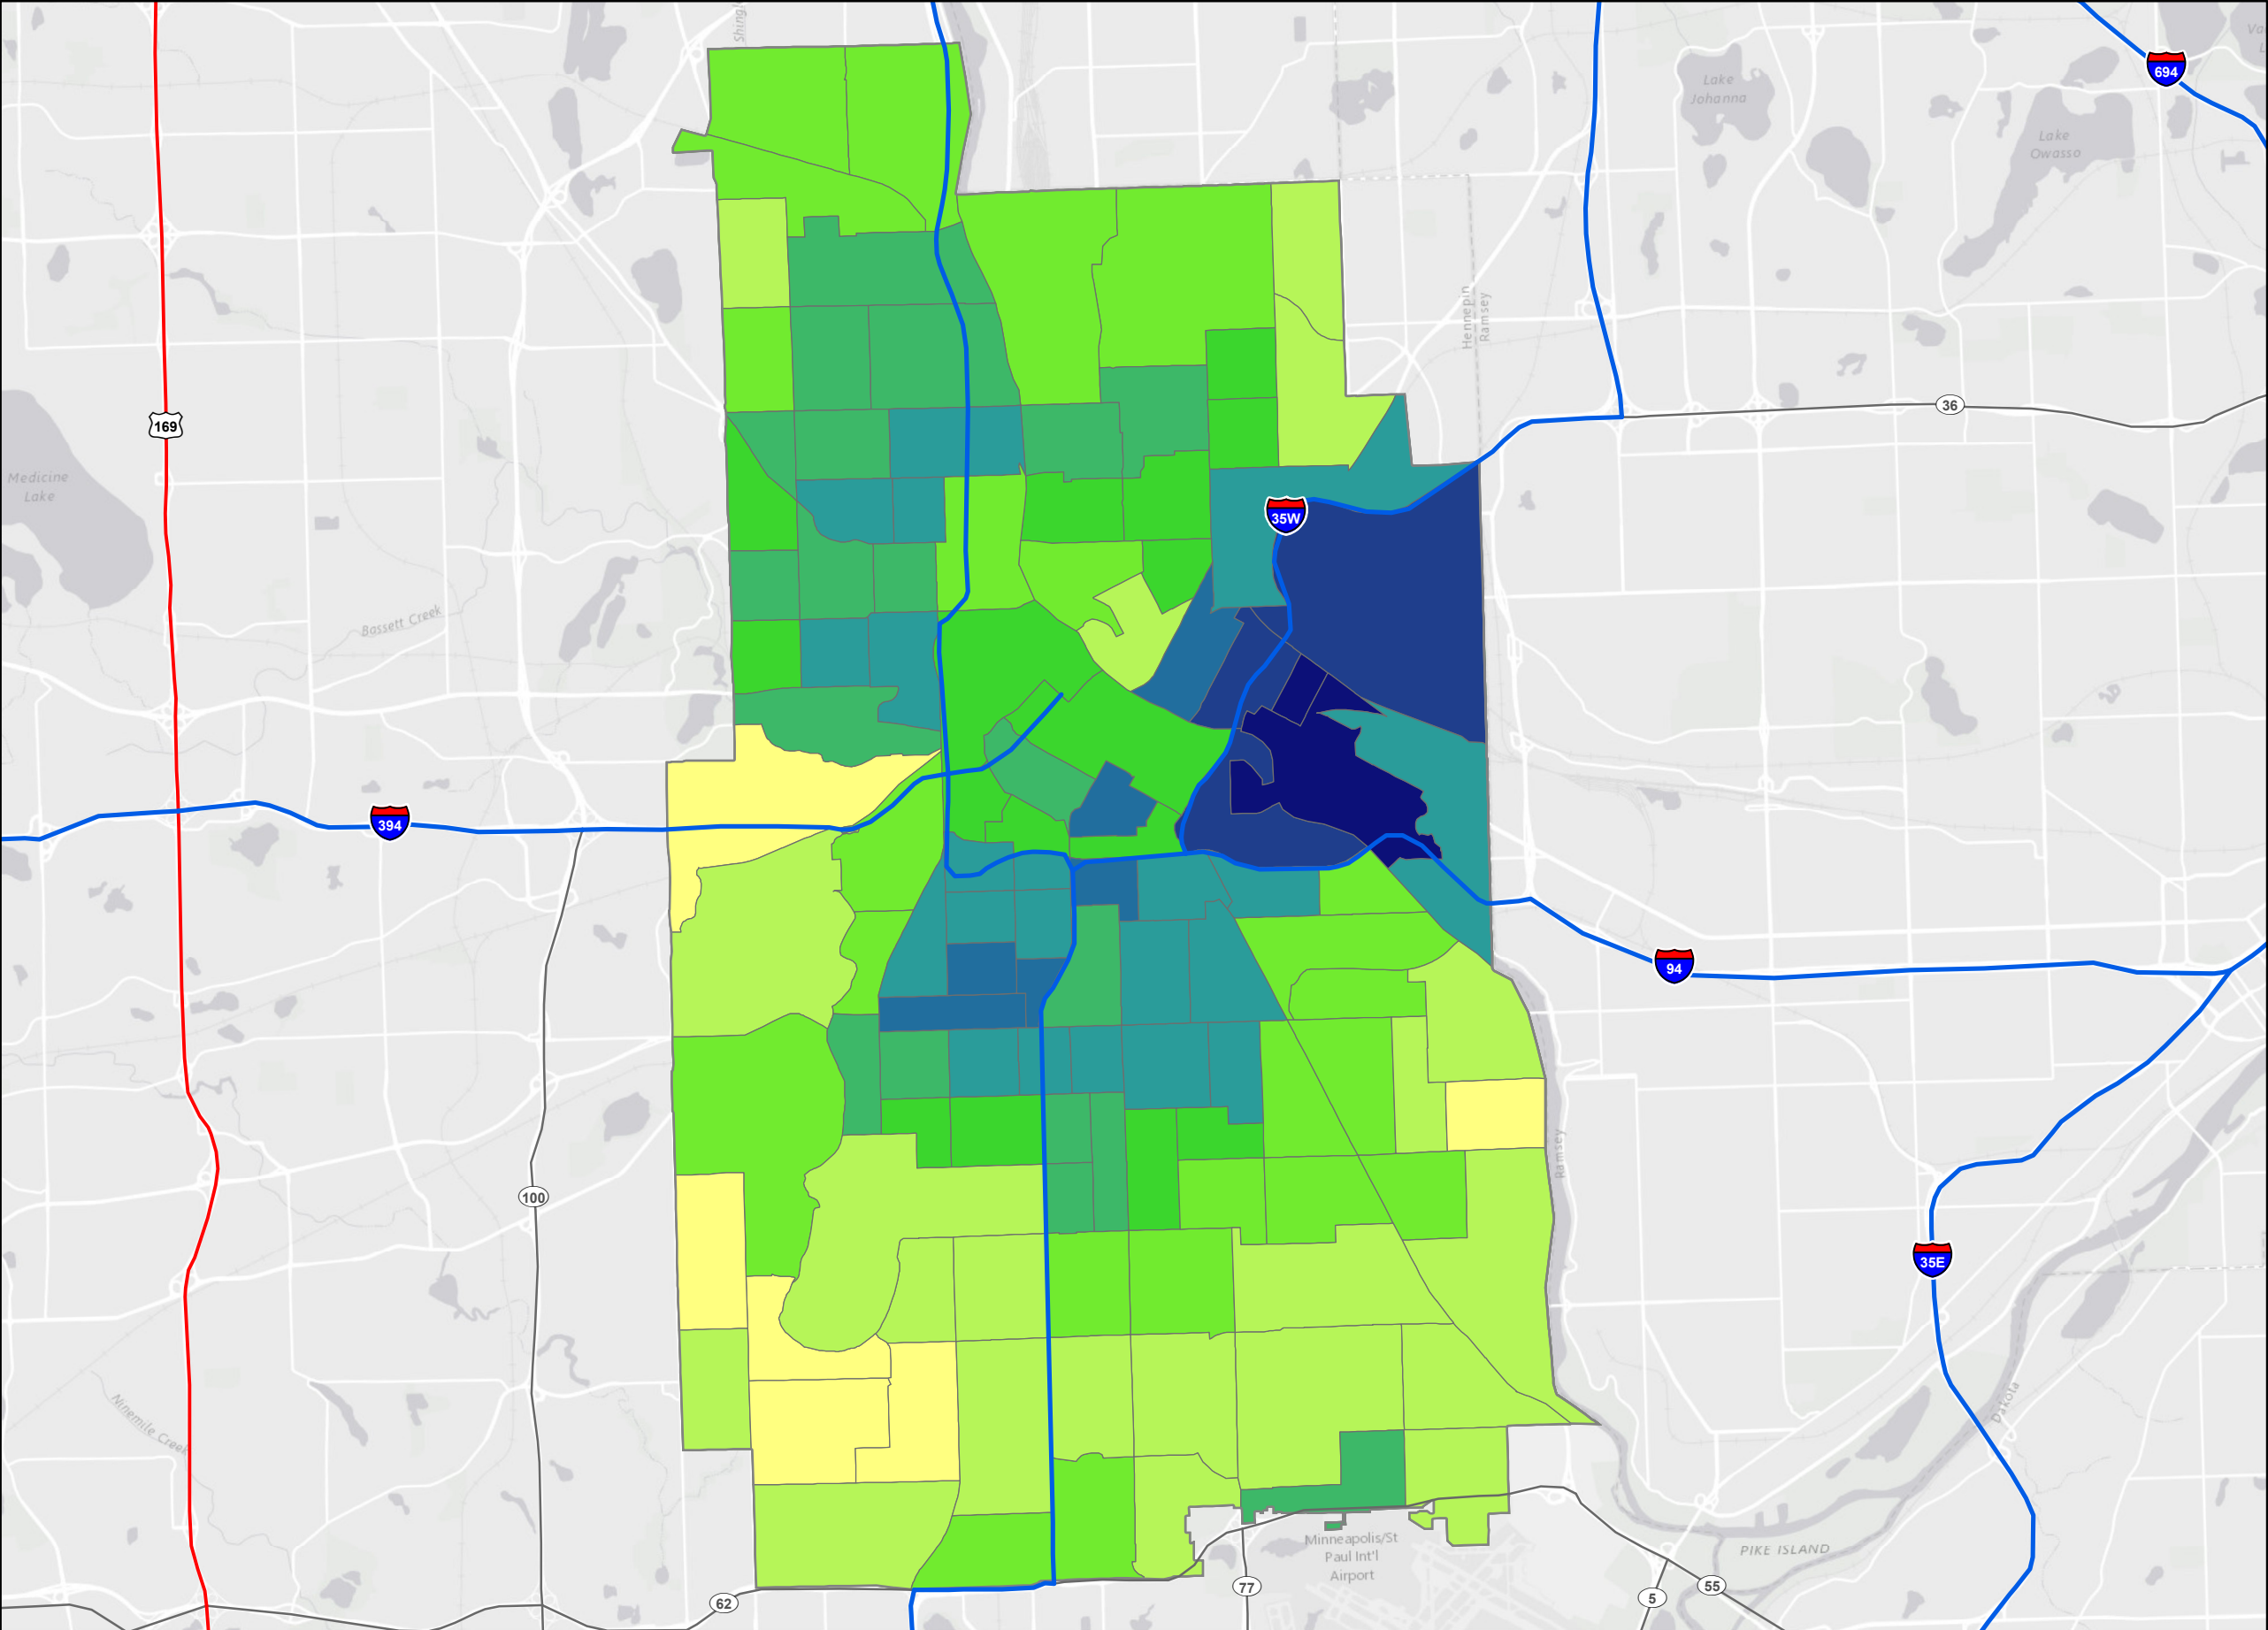 Shingl
694
Lake
Johanna
Lake
Owasso
Hennepin
Ramsey
36
169
Medicine
Lake
35W
Bassett Creek
394
94
Ramsey
100
35E
Ninemile Creek
Dakota
Minneapolis/St
Paul Int'l
Airport
PIKE ISLAND
62
77
5
55